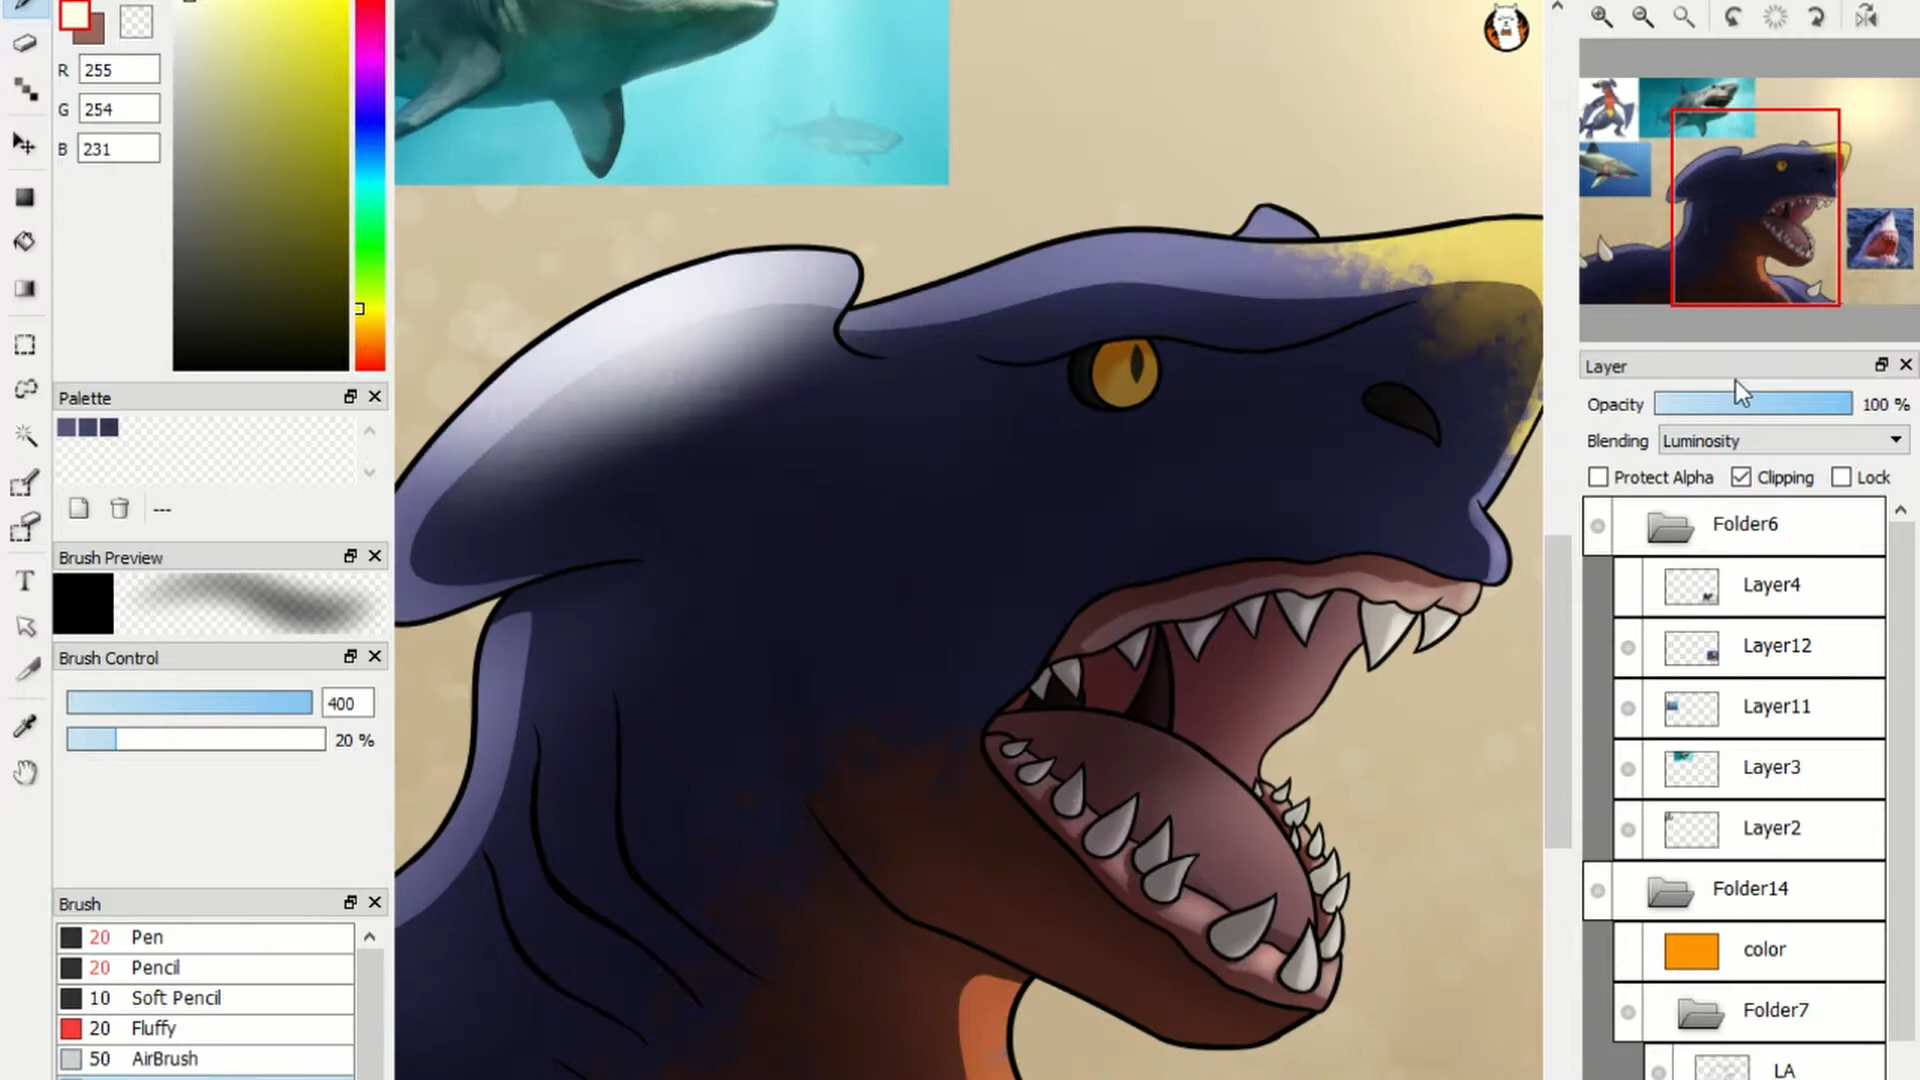 R 255
G 254
B 231
Palette
---
Brush Preview
Brush Control
400
20 %
Brush
20 Pen
20 Pencil
10 Soft Pencil
20 Fluffy
50 AirBrush
T
Layer
Opacity 100 %
Blending Luminosity
Protect Alpha Clipping Lock
Folder6
Layer4
Layer12
Layer11
Layer3
Layer2
Folder14
color
Folder7
LA